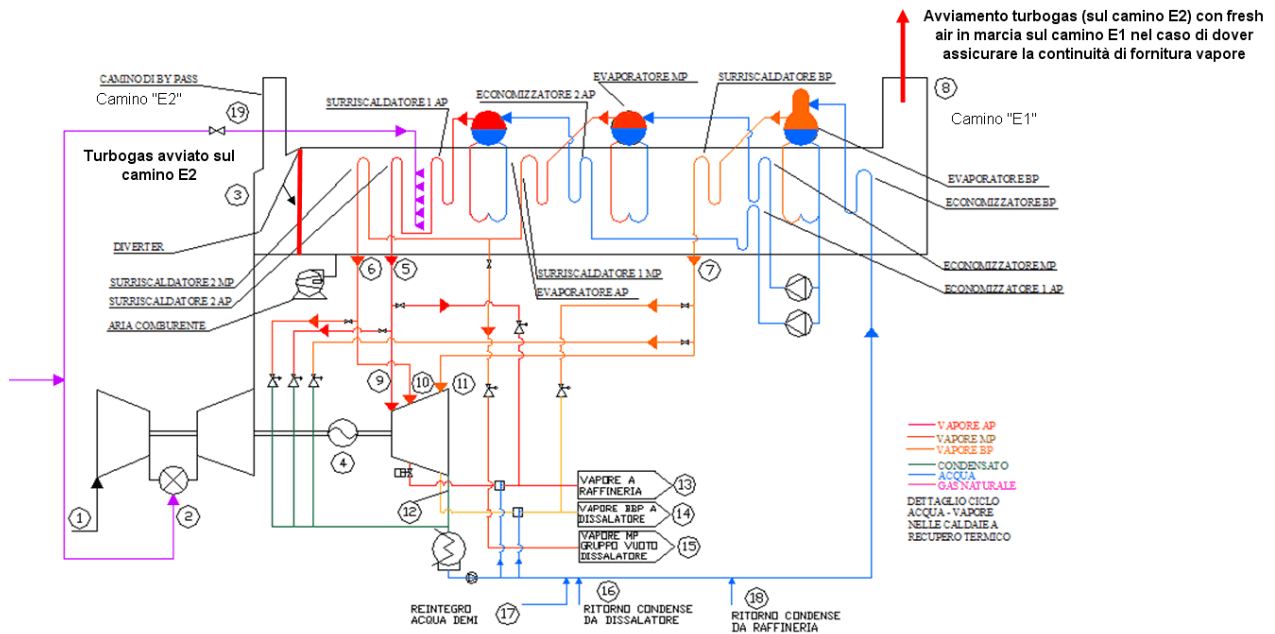 Avviamento turbogas (sul camino E2) con fresh
air in marcia sul camino E1 nel caso di dover
assicurare la continuità di fornitura vapore
CAMINO DI BY PASS
Camino "E2"
19
EVAPORATORE MP
SURRISCALDATORE BP
8
SURRISCALDATORE 1 AP
ECONOMIZZATORE 2 AP
Camino "E1"
Turbogas avviato sul
camino E2
3
EVAPORATORE BP
ECONOMIZZATORE BP
DIVERTER
6
5
7
SURRISCALDATORE 2 MP
SURRISCALDATORE 2 AP
SURRISCALDATORE 1 MP
EVAPORATORE AP
ECONOMIZZATORE MP
ECONOMIZZATORE 1 AP
ARIA COMBURENTE
9
10
11
4
1
2
12
VAPORE A
RAFFINERIA
13
VAPORE BBP A
DISSALATORE
14
VAPORE MP
GRUPPO VUOTO
DISSALATORE
15
VAPORE AP
VAPORE MP
VAPORE BP
CONDENSATO
ACQUA
GAS NATURALE
DETTAGLIO CICLO
ACQUA - VAPORE
NELLE CALDAIE A
RECUPERO TERMICO
REINTEGRO
ACQUA DEMI
17
16
RITORNO CONDENSE
DA DISSALATORE
18
RITORNO CONDENSE
DA RAFFINERIA